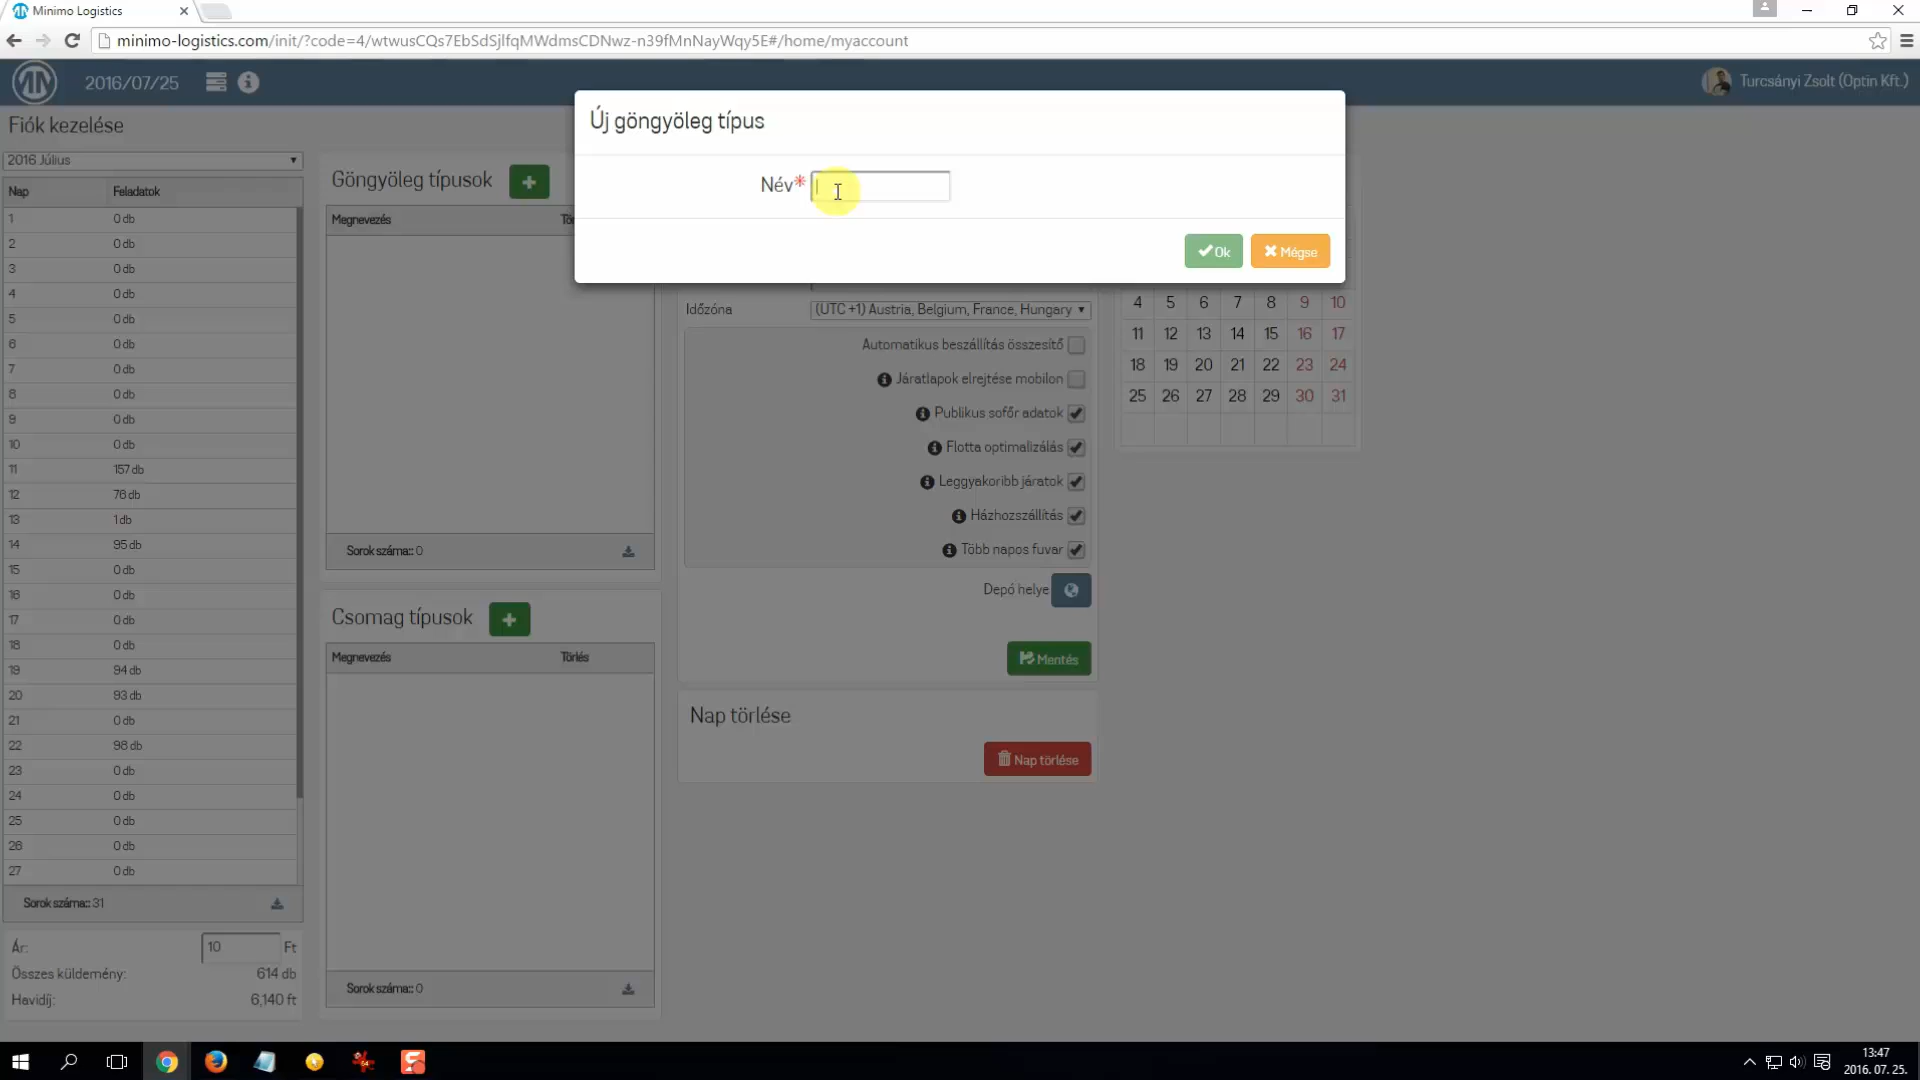 Minimo Logistics
minimo-logistics.com/init/?code=4/wtwusCQs7EbSdSjlfqMWdmsCDNwz-n39fMnNayWqy5E#/home/myaccount
2016/07/25
Turcsányi Zsolt (Optin Kft.)
Fiók kezelése
2016 Július
Nap Feladatok
1 0 db
2 0 db
3 0 db
4 0 db
5 0 db
6 0 db
7 0 db
8 0 db
9 0 db
10 0 db
11 157 db
12 76 db
13 1 db
14 95 db
15 0 db
16 0 db
17 0 db
18 0 db
19 94 db
20 93 db
21 0 db
22 98 db
23 0 db
24 0 db
25 0 db
26 0 db
27 0 db
Sorok száma:: 31
Ár: 10 Ft
Összes küldemény: 614 db
Havidíj: 6,140 ft
Göngyöleg típusok
Megnevezés
Sorok száma:: 0
Csomag típusok
Megnevezés Törlés
Sorok száma:: 0
Új göngyöleg típus
Név*
Ok Mégse
Időzóna (UTC +1) Austria, Belgium, France, Hungary
Automatikus beszállítás összesítő
Járatlapok elrejtése mobilon
Publikus sofőr adatok
Flotta optimalizálás
Leggyakoribb járatok
Házhozszállítás
Több napos fuvar
Depó helye
Mentés
Nap törlése
Nap törlése
4 5 6 7 8 9 10
11 12 13 14 15 16 17
18 19 20 21 22 23 24
25 26 27 28 29 30 31
13:47
2016. 07. 25.